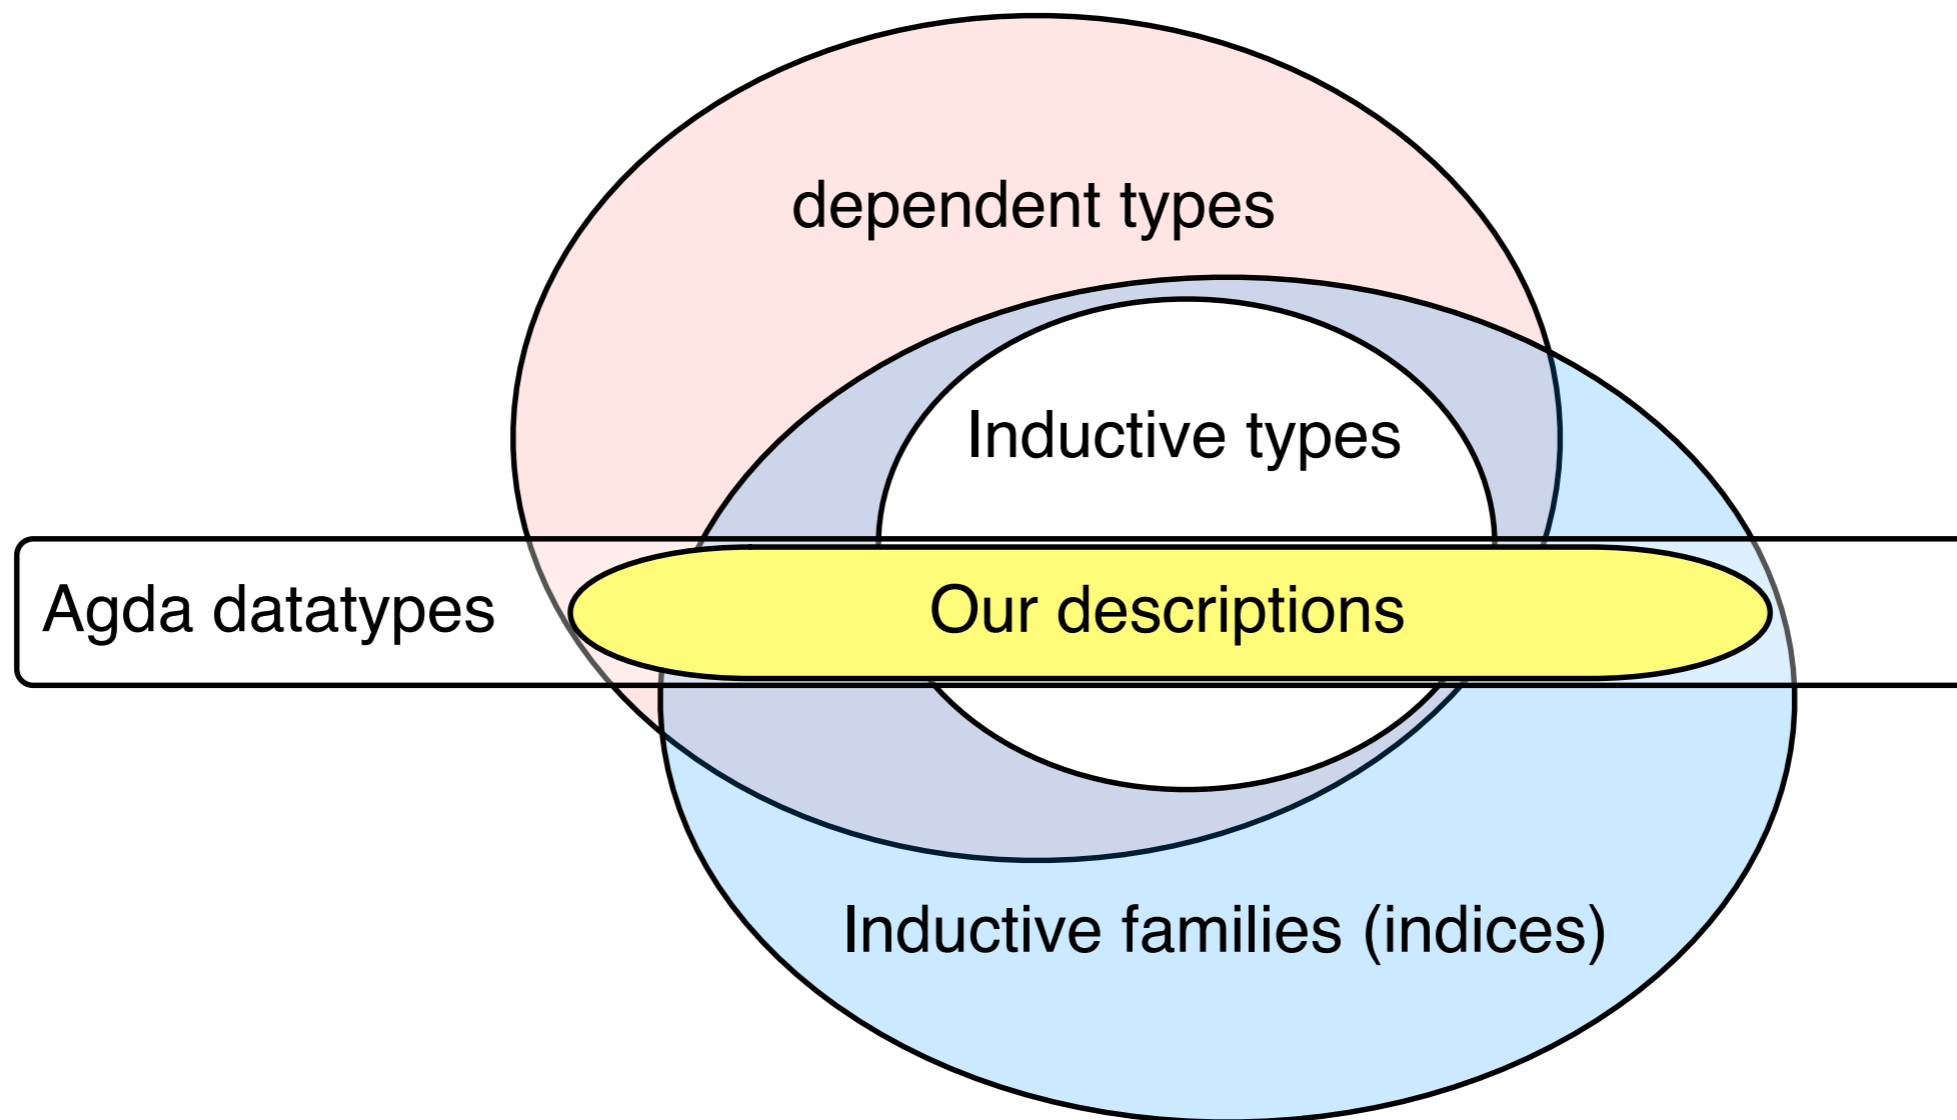 dependent types
Inductive types
Agda datatypes
Our descriptions
Inductive families (indices)